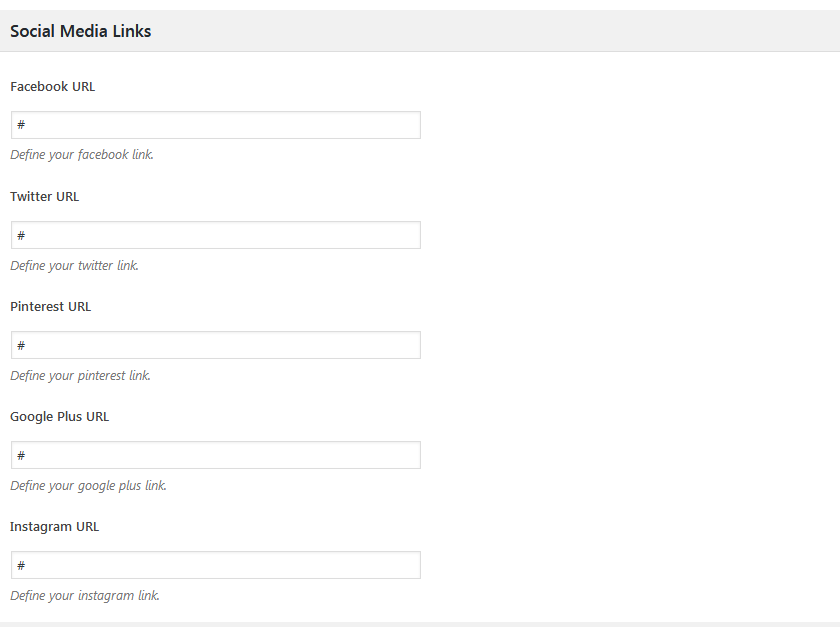 Social Media Links
Facebook URL
#
Define your facebook link.
Twitter URL
#
Define your twitter link.
Pinterest URL
#
Define your pinterest link.
Google Plus URL
#
Define your google plus link.
Instagram URL
#
Define your instagram link.